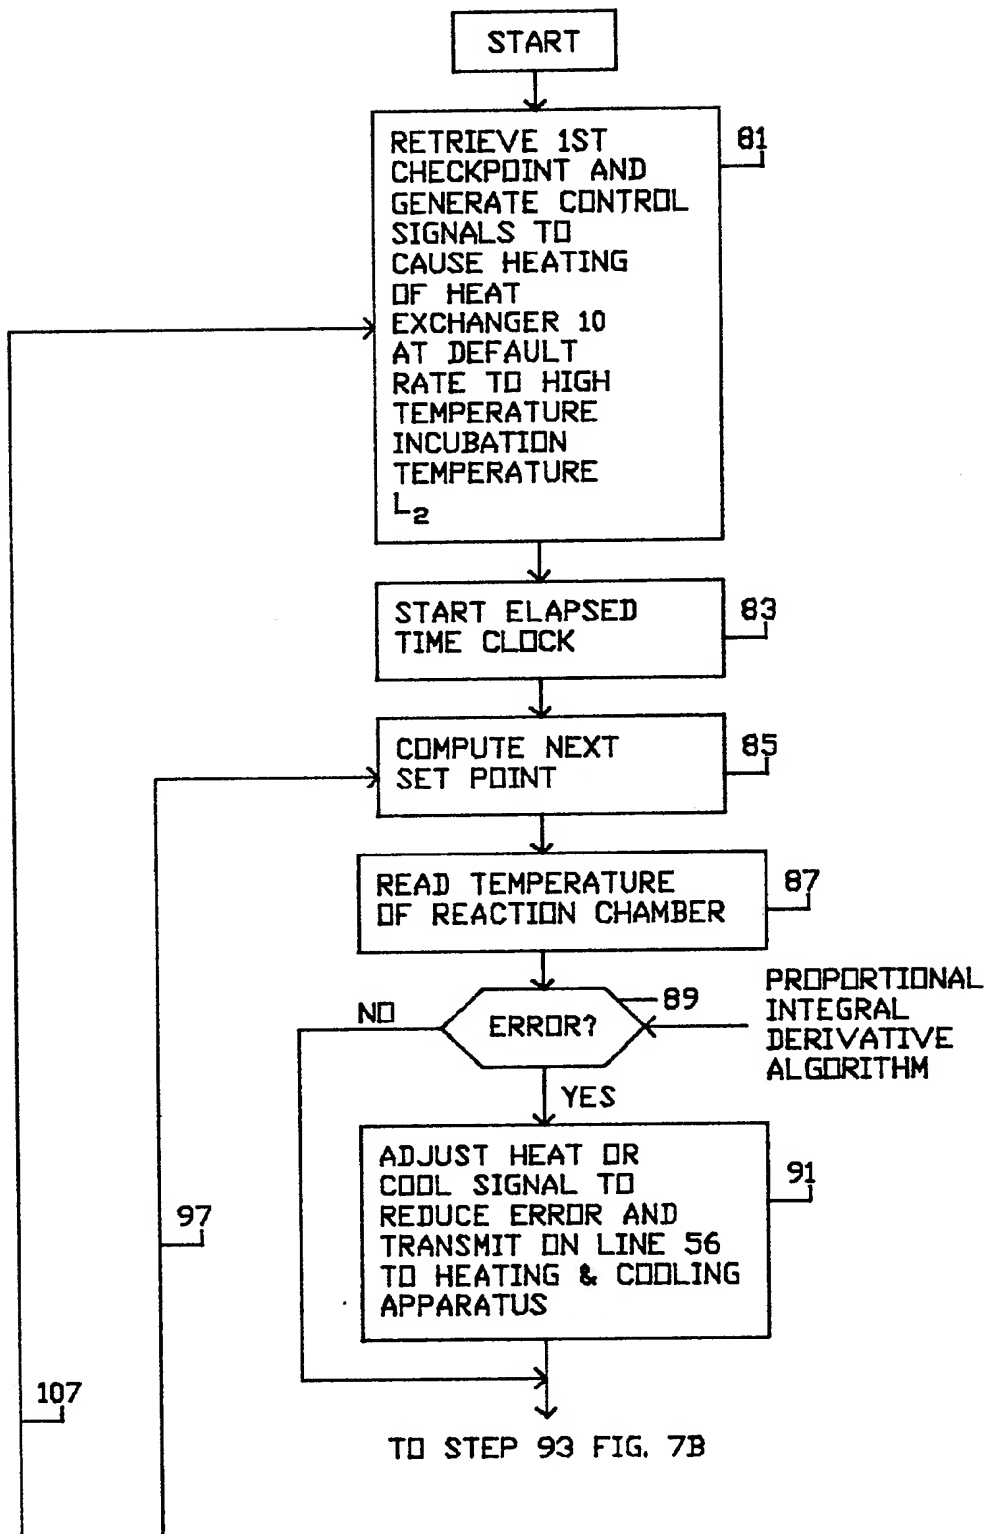 START
RETRIEVE 1ST
CHECKPOINT AND
GENERATE CONTROL
SIGNALS TO
CAUSE HEATING
OF HEAT
EXCHANGER 10
AT DEFAULT
RATE TO HIGH
TEMPERATURE
INCUBATION
TEMPERATURE
L₂
81
START ELAPSED
TIME CLOCK
83
COMPUTE NEXT
SET POINT
85
READ TEMPERATURE
OF REACTION CHAMBER
87
NO
ERROR?
89
PROPORTIONAL
INTEGRAL
DERIVATIVE
ALGORITHM
YES
ADJUST HEAT OR
COOL SIGNAL TO
REDUCE ERROR AND
TRANSMIT ON LINE 56
TO HEATING & COOLING
APPARATUS
91
97
107
TO STEP 93 FIG. 7B